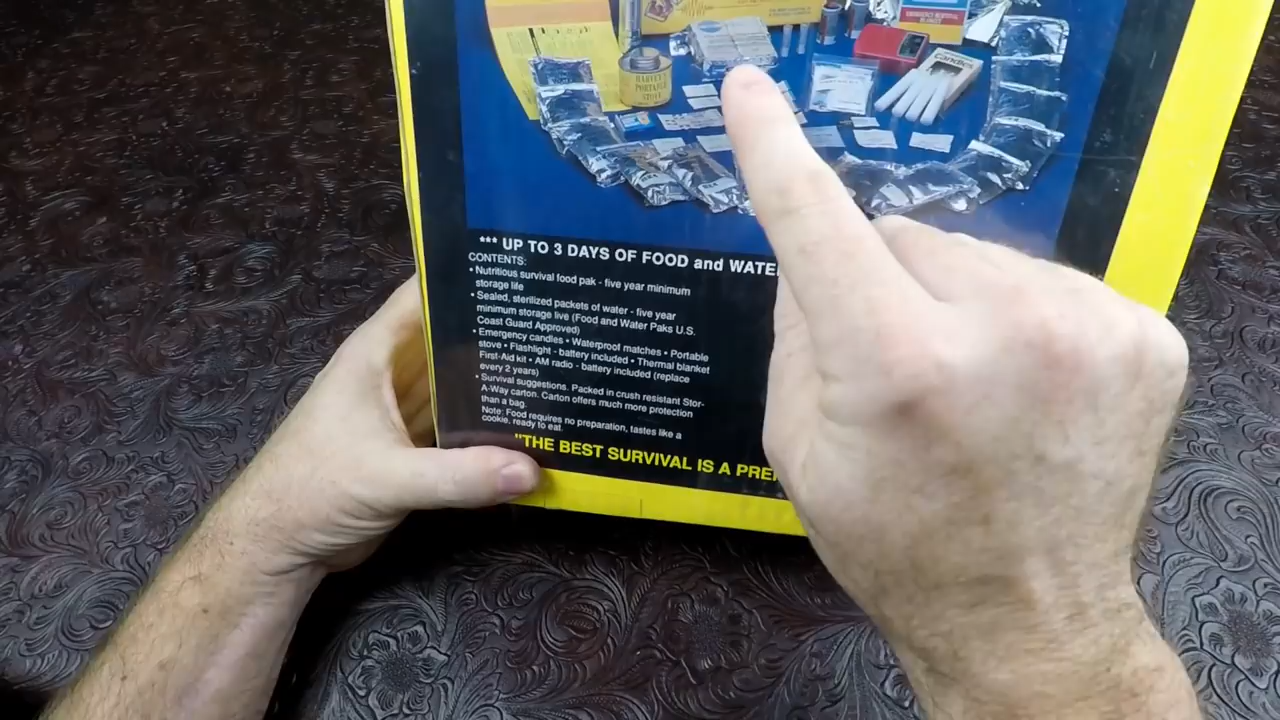 Candles
HARVEY'S
PORTABLE
STOVE
*** UP TO 3 DAYS OF FOOD and WATE
CONTENTS:
• Nutritious survival food pak - five year minimum
storage life
• Sealed, sterilized packets of water - five year
minimum storage live (Food and Water Paks U.S.
Coast Guard Approved)
• Emergency candles • Waterproof matches • Portable
stove • Flashlight - battery included • Thermal blanket
First-Aid kit • AM radio - battery included (replace
every 2 years)
• Survival suggestions. Packed in crush resistant Stor-
A-Way carton. Carton offers much more protection
than a bag.
Note: Food requires no preparation, tastes like a
cookie, ready to eat.
"THE BEST SURVIVAL IS A PRE